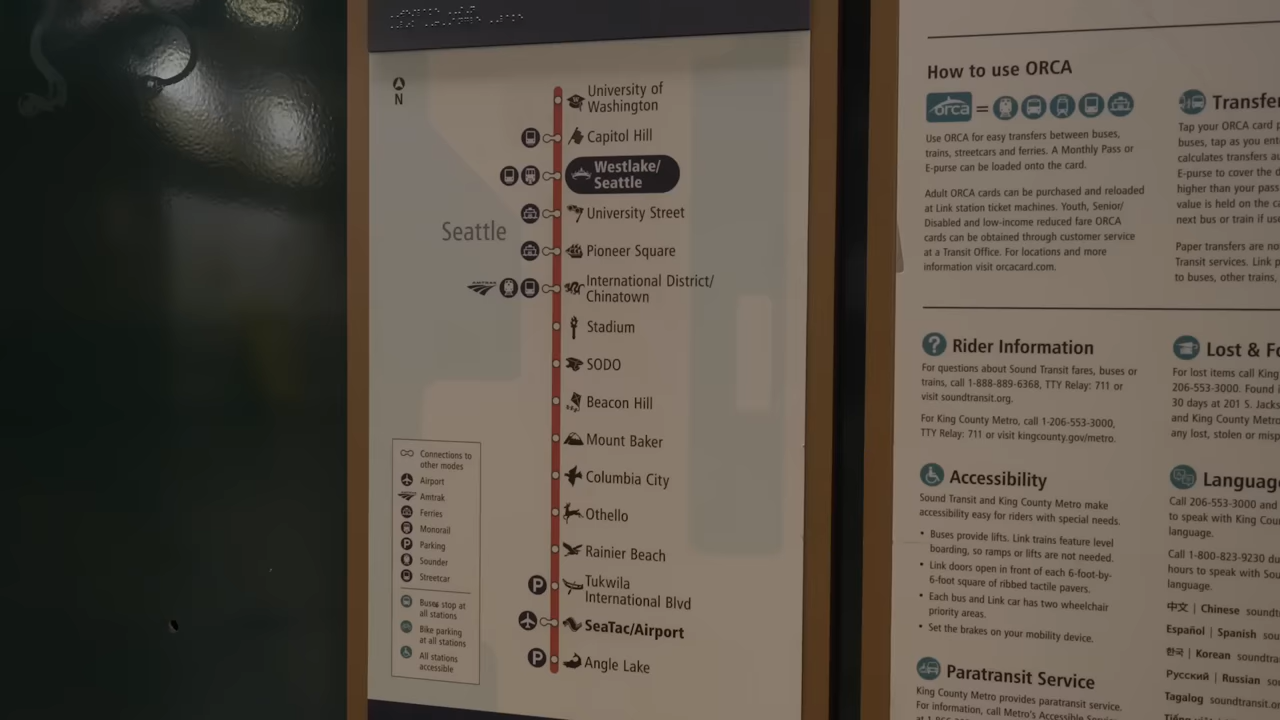 N
University of
Washington
Capitol Hill
Westlake/
Seattle
University Street
Seattle
Pioneer Square
International District/
Chinatown
Stadium
SODO
Beacon Hill
Mount Baker
Columbia City
Othello
Rainier Beach
P
Tukwila
International Blvd
SeaTac/Airport
P
Angle Lake
Connections to
other modes
Airport
Amtrak
Ferries
Monorail
P
Parking
Sounder
Streetcar
Buses stop at
all stations
Bike parking
at all stations
All stations
accessible
How to use ORCA
orca =
Use ORCA for easy transfers between buses,
trains, streetcars and ferries. A Monthly Pass or
E-purse can be loaded onto the card.
Adult ORCA cards can be purchased and reloaded
at Link station ticket machines. Youth, Senior/
Disabled and low-income reduced fare ORCA
cards can be obtained through customer service
at a Transit Office. For locations and more
information visit orcacard.com.
Transfe
Tap your ORCA card
buses, tap as you ent
calculates transfers au
E-purse to cover the d
higher than your pass
value is held on the ca
next bus or train if use
Paper transfers are no
Transit services. Link p
to buses, other trains,
? Rider Information
For questions about Sound Transit fares, buses or
trains, call 1-888-889-6368, TTY Relay: 711 or
visit soundtransit.org.
For King County Metro, call 1-206-553-3000,
TTY Relay: 711 or visit kingcounty.gov/metro.
Lost & Fo
For lost items call King
206-553-3000. Found i
30 days at 201 S. Jacks
and King County Metro
any lost, stolen or misp
Accessibility
Sound Transit and King County Metro make
accessibility easy for riders with special needs.
• Buses provide lifts. Link trains feature level
boarding, so ramps or lifts are not needed.
• Link doors open in front of each 6-foot-by-
6-foot square of ribbed tactile pavers.
• Each bus and Link car has two wheelchair
priority areas.
• Set the brakes on your mobility device.
Language
Call 206-553-3000 and
to speak with King Coun
language.
Call 1-800-823-9230 du
hours to speak with Sou
language.
中文 | Chinese soundt
Español | Spanish sou
한국 | Korean soundtra
Русский | Russian sou
Tagalog soundtransit.o
Paratransit Service
King County Metro provides paratransit service.
For information, call Metro's Accessible Servi